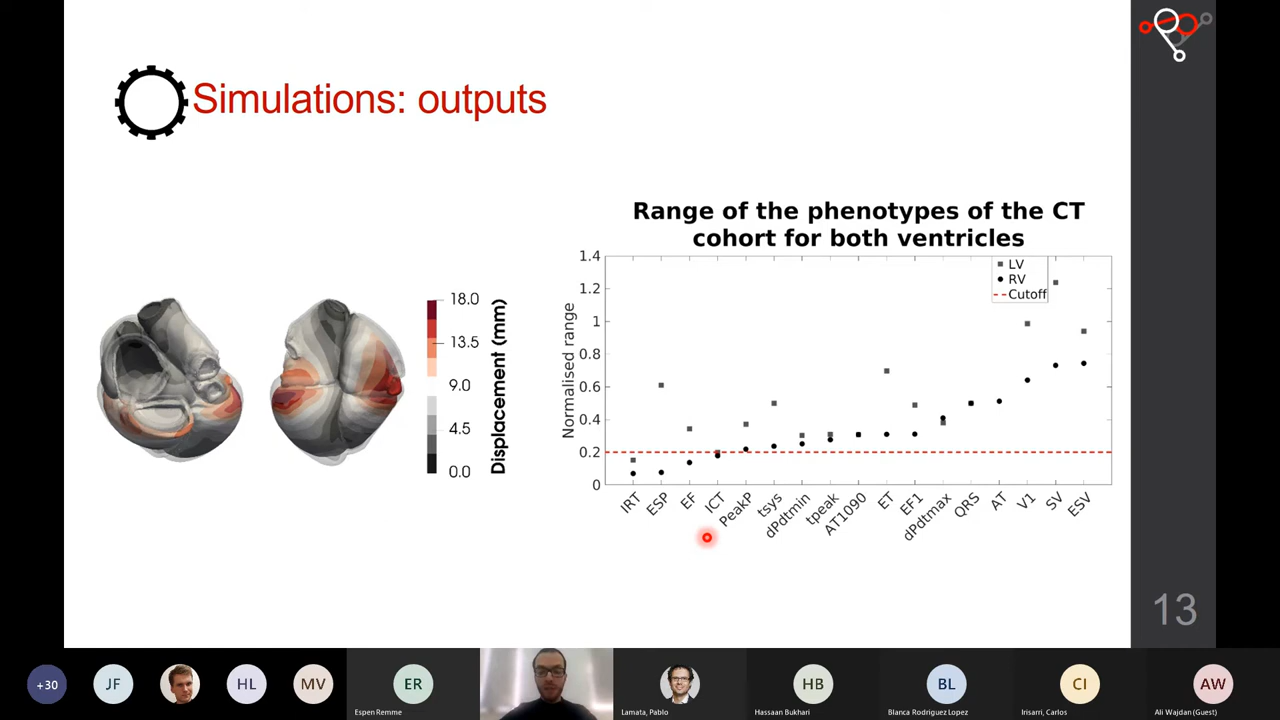 Simulations: outputs
18.0
13.5
9.0
4.5
0.0
Displacement (mm)
Range of the phenotypes of the CT
cohort for both ventricles
1.4
1.2
1
0.8
0.6
0.4
0.2
0
Normalised range
LV
RV
Cutoff
IRT
ESP
EF
ICT
PeakP
tsys
dPdtmin
tpeak
AT1090
ET
EF1
dPdtmax
QRS
AT
V1
SV
ESV
13
+30
JF
HL
MV
ER
Espen Remme
Lamata, Pablo
HB
Hassaan Bukhari
BL
Blanca Rodriguez Lopez
CI
Irisarri, Carlos
AW
Ali Wajdan (Guest)